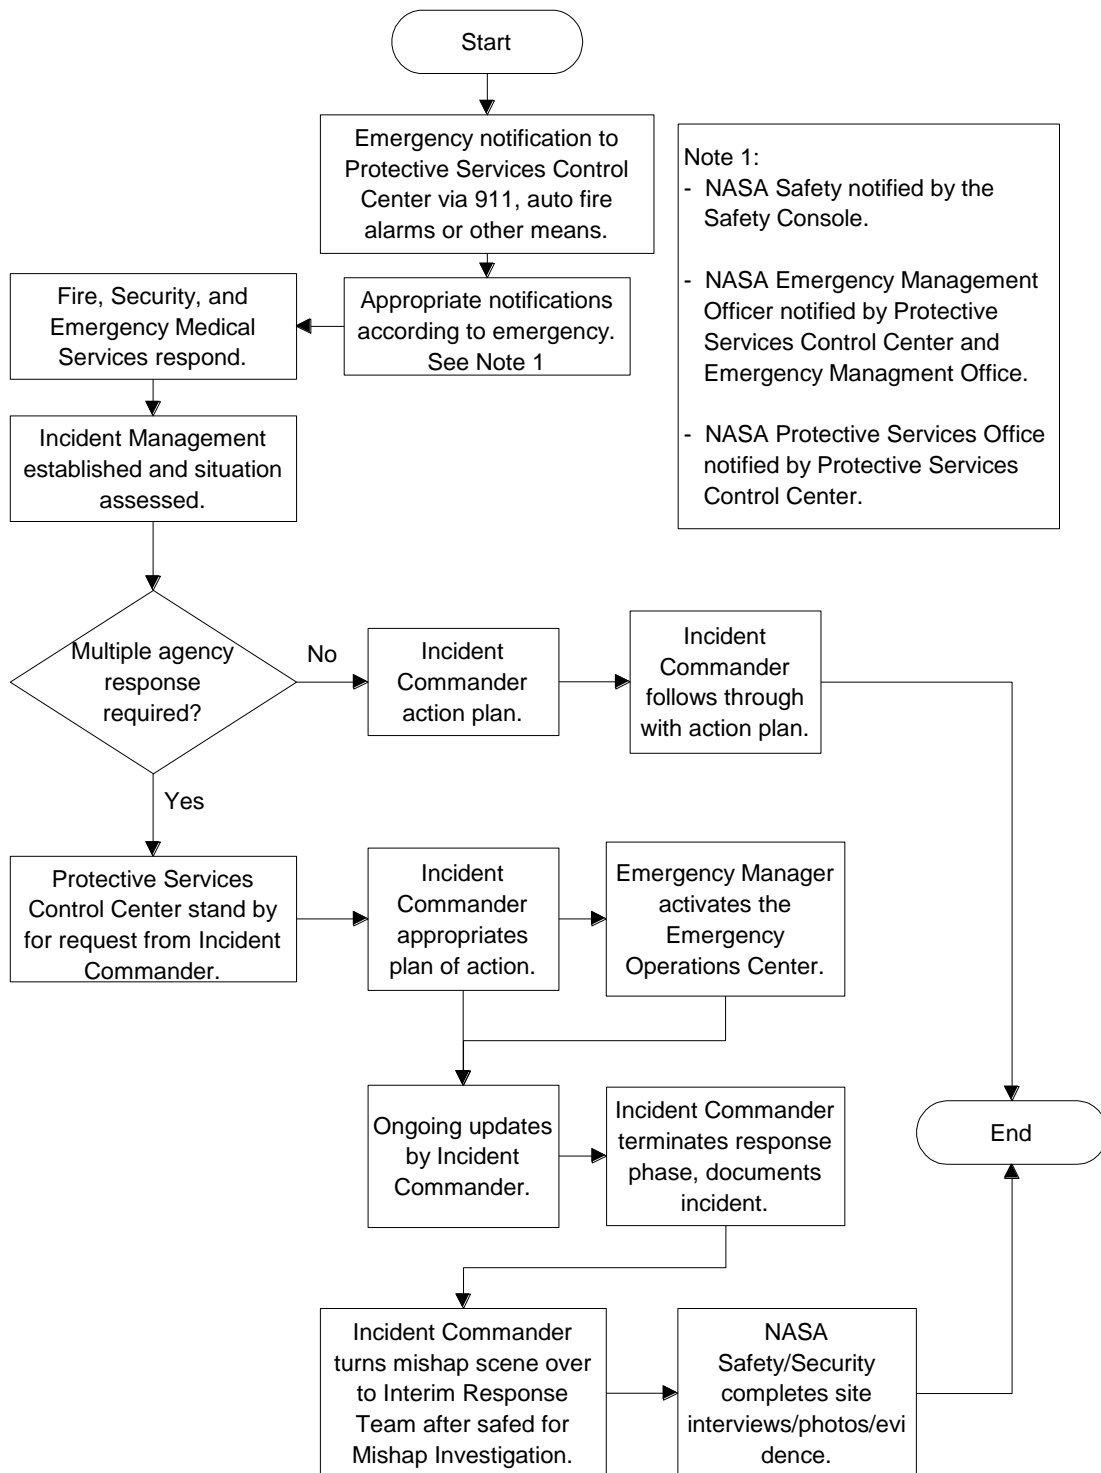 Start
Emergency notification to
Protective Services Control
Center via 911, auto fire
alarms or other means.
Note 1:
- NASA Safety notified by the
Safety Console.
- NASA Emergency Management
Officer notified by Protective
Services Control Center and
Emergency Managment Office.
- NASA Protective Services Office
notified by Protective Services
Control Center.
Appropriate notifications
according to emergency.
See Note 1
Fire, Security, and
Emergency Medical
Services respond.
Incident Management
established and situation
assessed.
Multiple agency
response
required?
No
Incident
Commander
action plan.
Incident
Commander
follows through
with action plan.
Yes
Protective Services
Control Center stand by
for request from Incident
Commander.
Incident
Commander
appropriates
plan of action.
Emergency Manager
activates the
Emergency
Operations Center.
Ongoing updates
by Incident
Commander.
Incident Commander
terminates response
phase, documents
incident.
End
Incident Commander
turns mishap scene over
to Interim Response
Team after safed for
Mishap Investigation.
NASA
Safety/Security
completes site
interviews/photos/evi
dence.